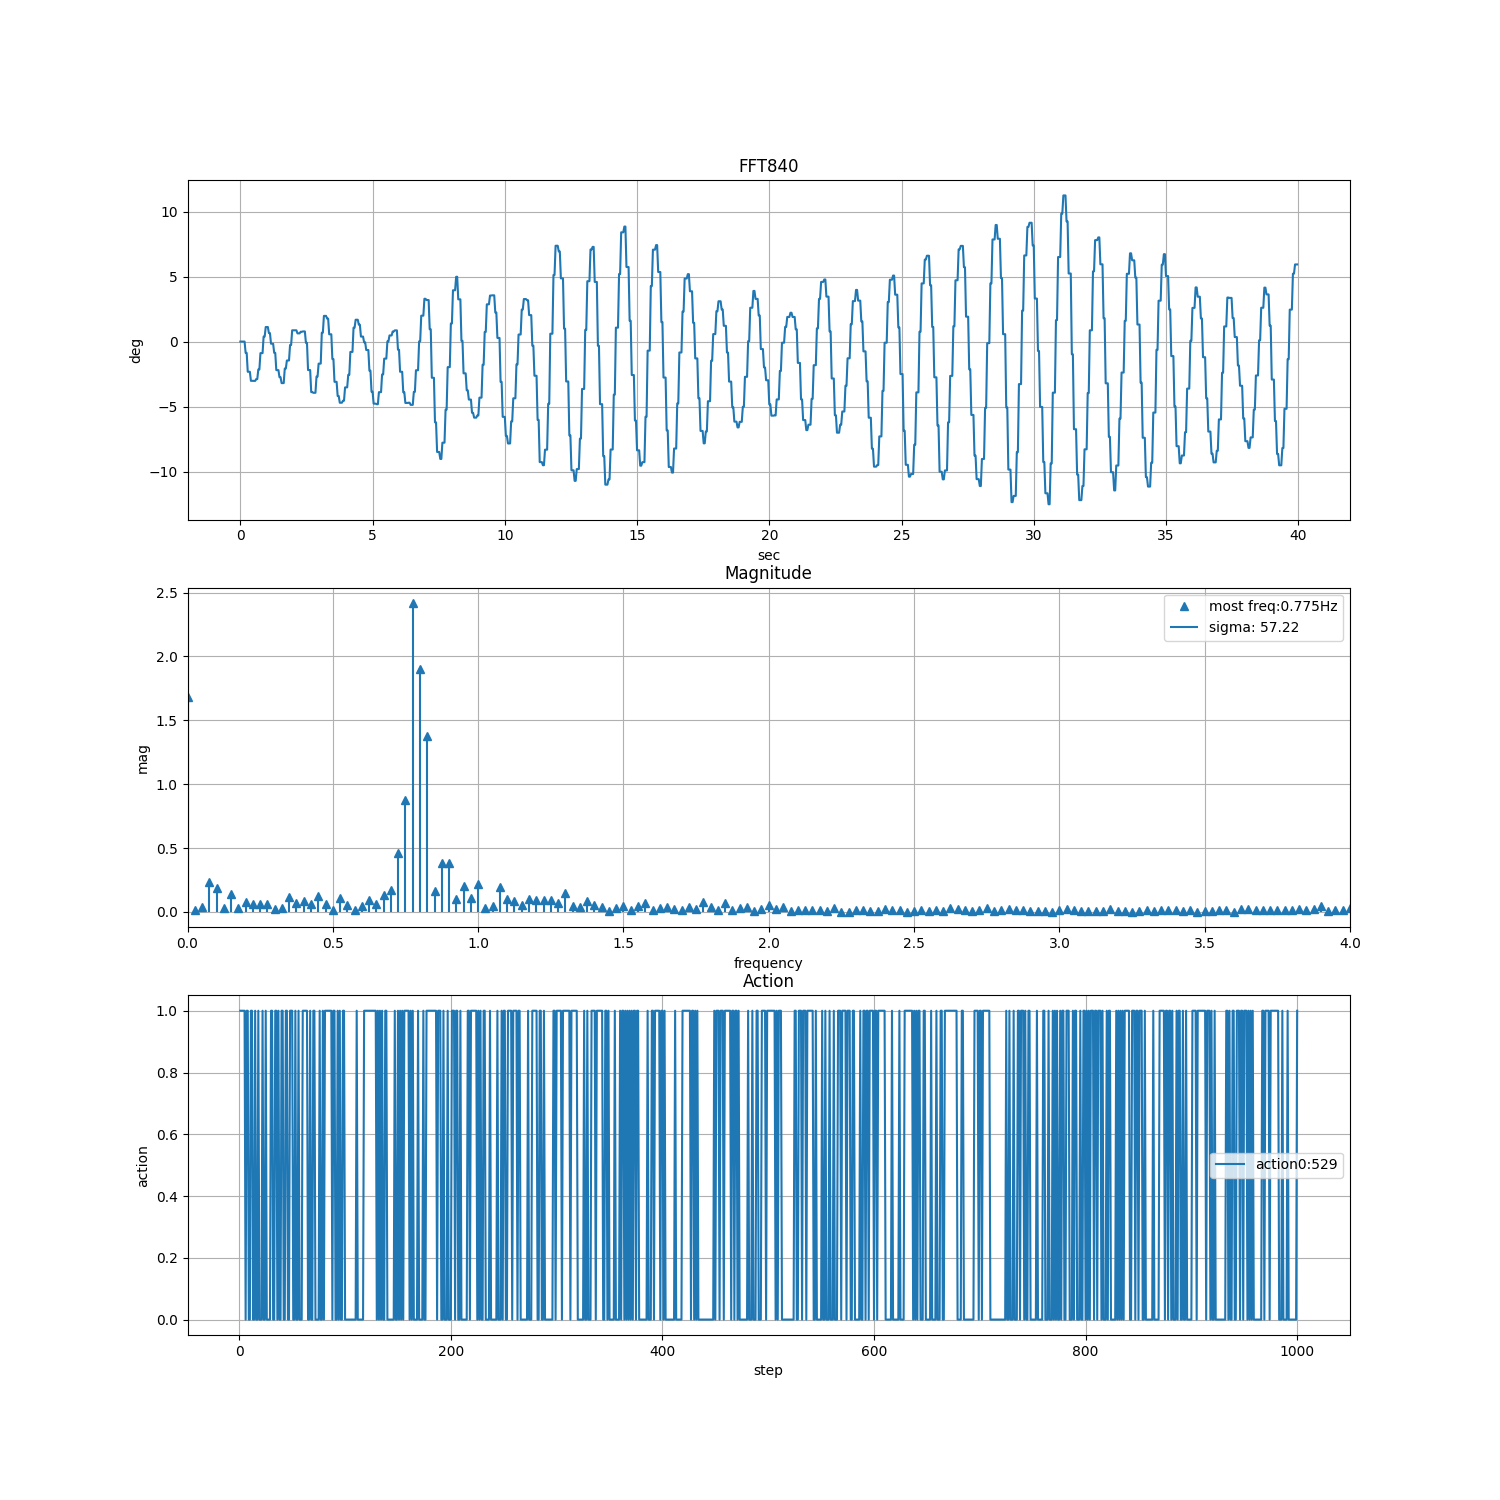 FFT840
10
5
0
−5
−10
deg
0 5 10 15 20 25 30 35 40
sec
Magnitude
2.5
2.0
1.5
1.0
0.5
0.0
mag
most freq:0.775Hz
sigma: 57.22
0.0 0.5 1.0 1.5 2.0 2.5 3.0 3.5 4.0
frequency
Action
1.0
0.8
0.6
0.4
0.2
0.0
action
action0:529
0 200 400 600 800 1000
step